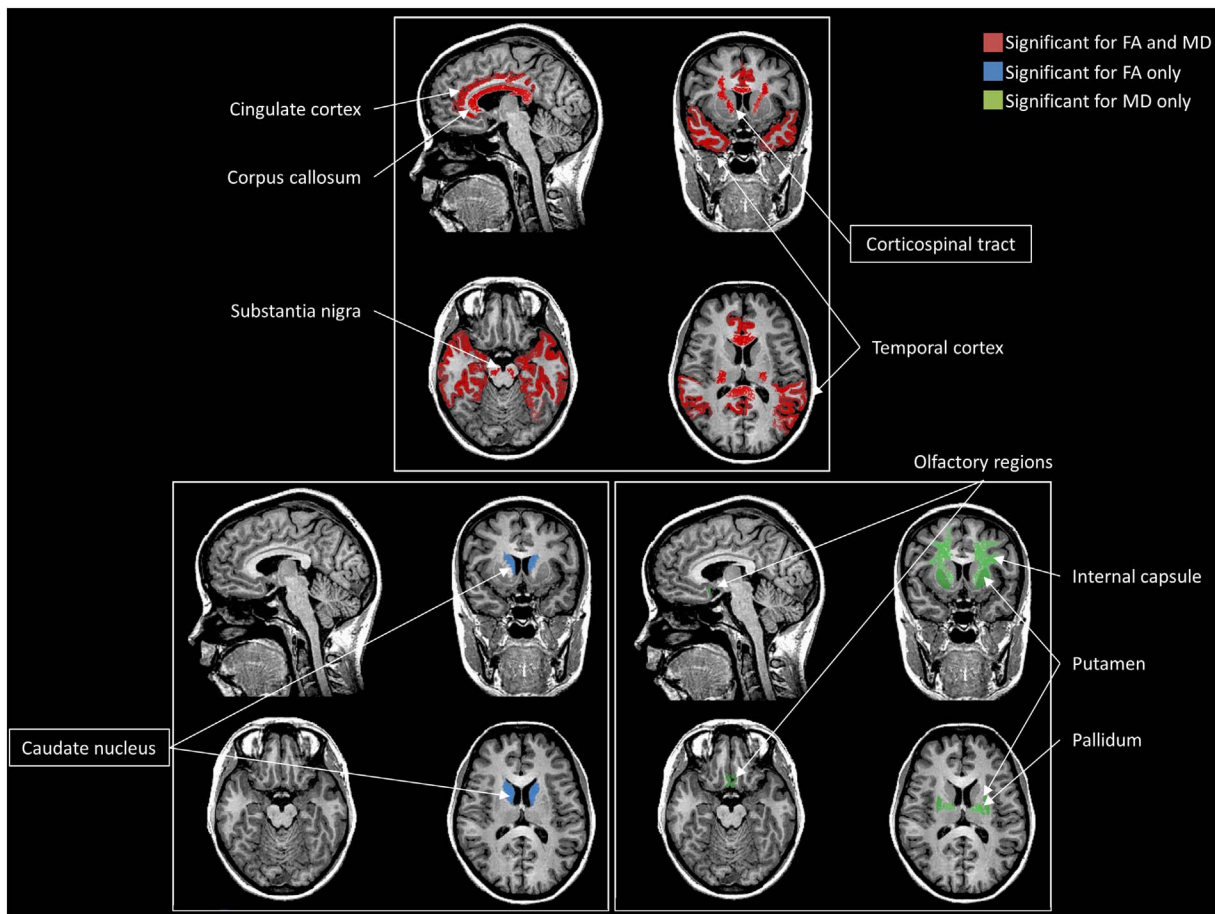 Significant for FA and MD
Significant for FA only
Significant for MD only
Cingulate cortex
Corpus callosum
Corticospinal tract
Substantia nigra
Temporal cortex
Olfactory regions
Internal capsule
Putamen
Caudate nucleus
Pallidum